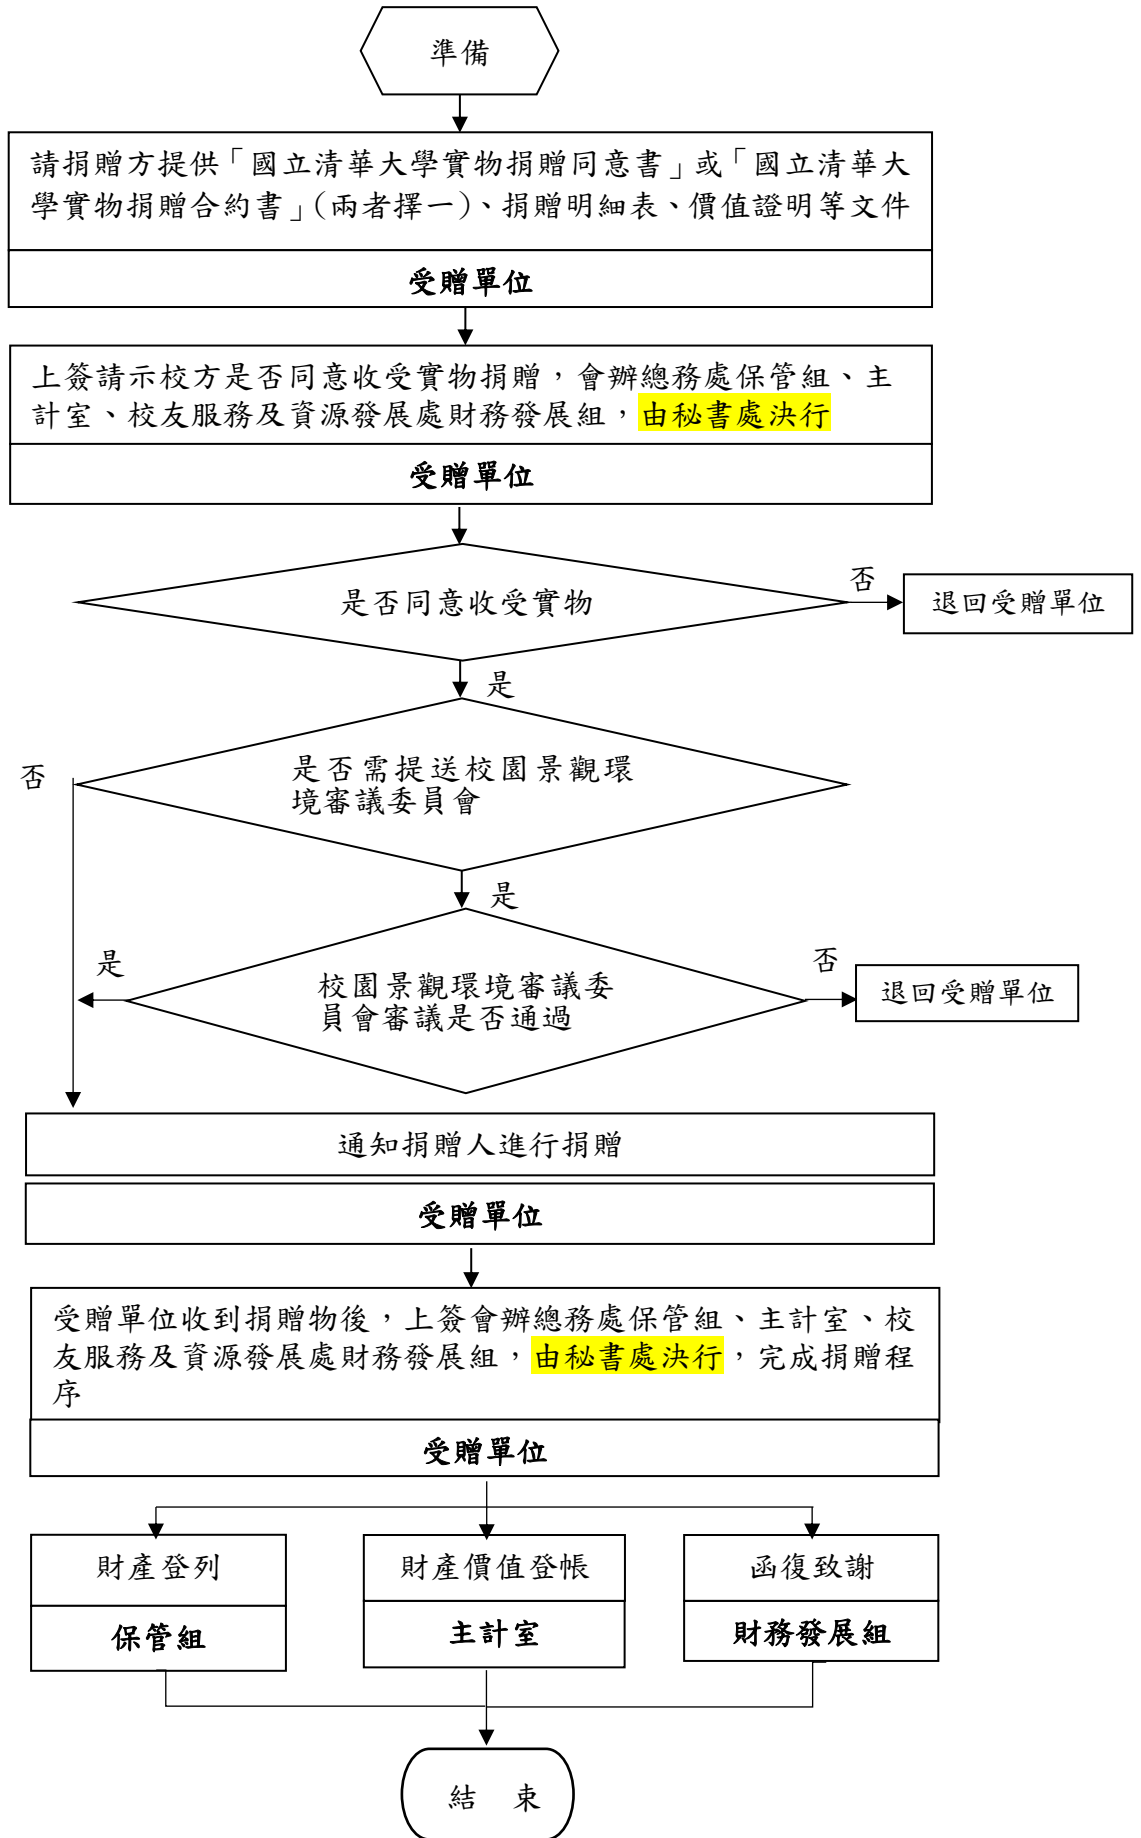 準備
請捐贈方提供「國立清華大學實物捐贈同意書」或「國立清華大
學實物捐贈合約書」(兩者擇一)、捐贈明細表、價值證明等文件
受贈單位
上簽請示校方是否同意收受實物捐贈，會辦總務處保管組、主
計室、校友服務及資源發展處財務發展組，由秘書處決行
受贈單位
是否同意收受實物
否
退回受贈單位
是
是否需提送校園景觀環
境審議委員會
否
是
校園景觀環境審議委
員會審議是否通過
是
否
退回受贈單位
通知捐贈人進行捐贈
受贈單位
受贈單位收到捐贈物後，上簽會辦總務處保管組、主計室、校
友服務及資源發展處財務發展組，由秘書處決行，完成捐贈程
序
受贈單位
財產登列
保管組
財產價值登帳
主計室
函復致謝
財務發展組
結 束